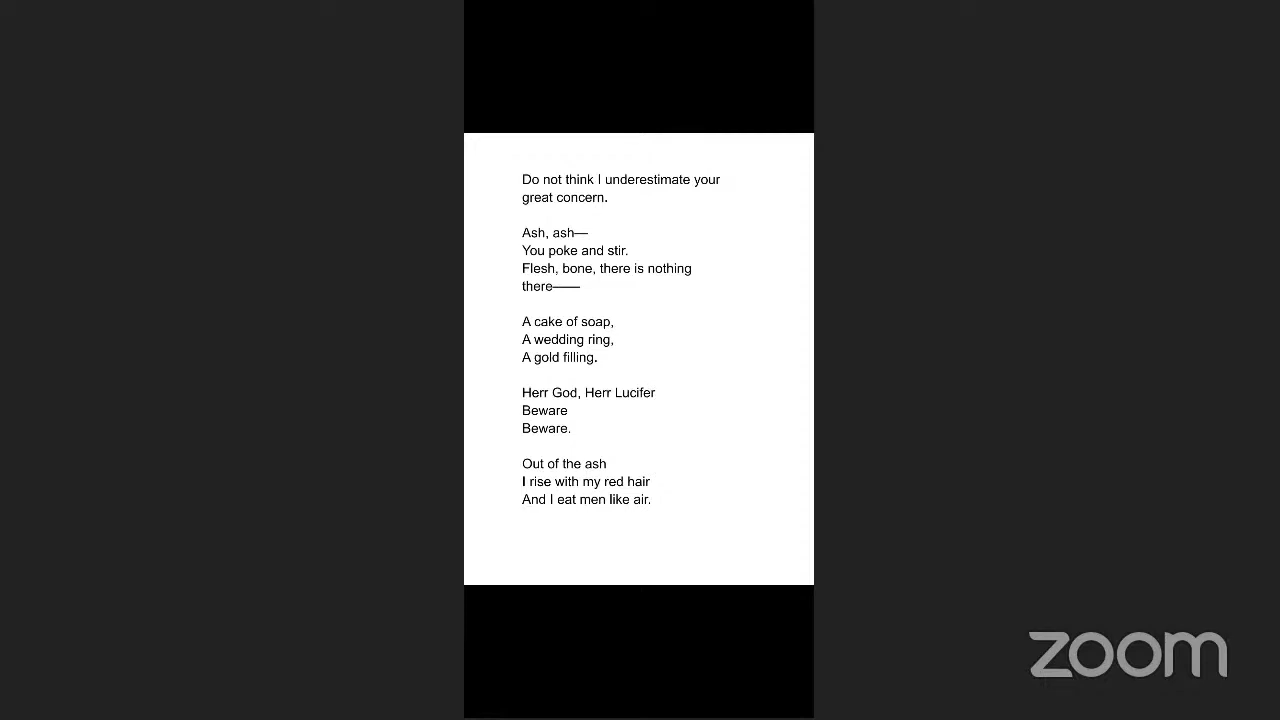 Do not think I underestimate your
great concern.
Ash, ash—
You poke and stir.
Flesh, bone, there is nothing
there——
A cake of soap,
A wedding ring,
A gold filling.
Herr God, Herr Lucifer
Beware
Beware.
Out of the ash
I rise with my red hair
And I eat men like air.
zoom